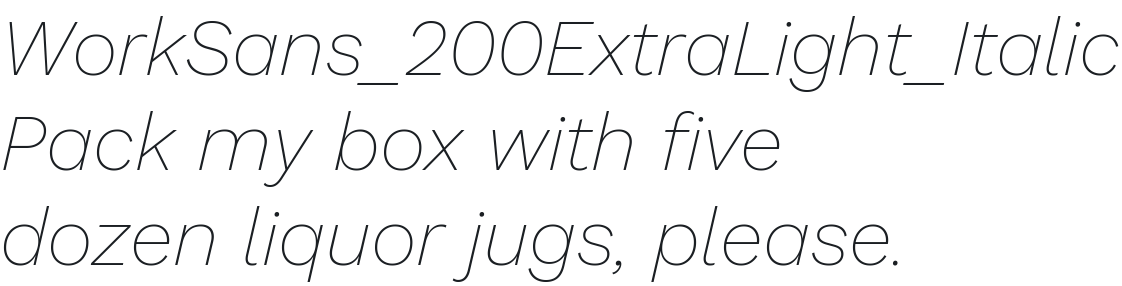 WorkSans_200ExtraLight_Italic
Pack my box with five
dozen liquor jugs, please.